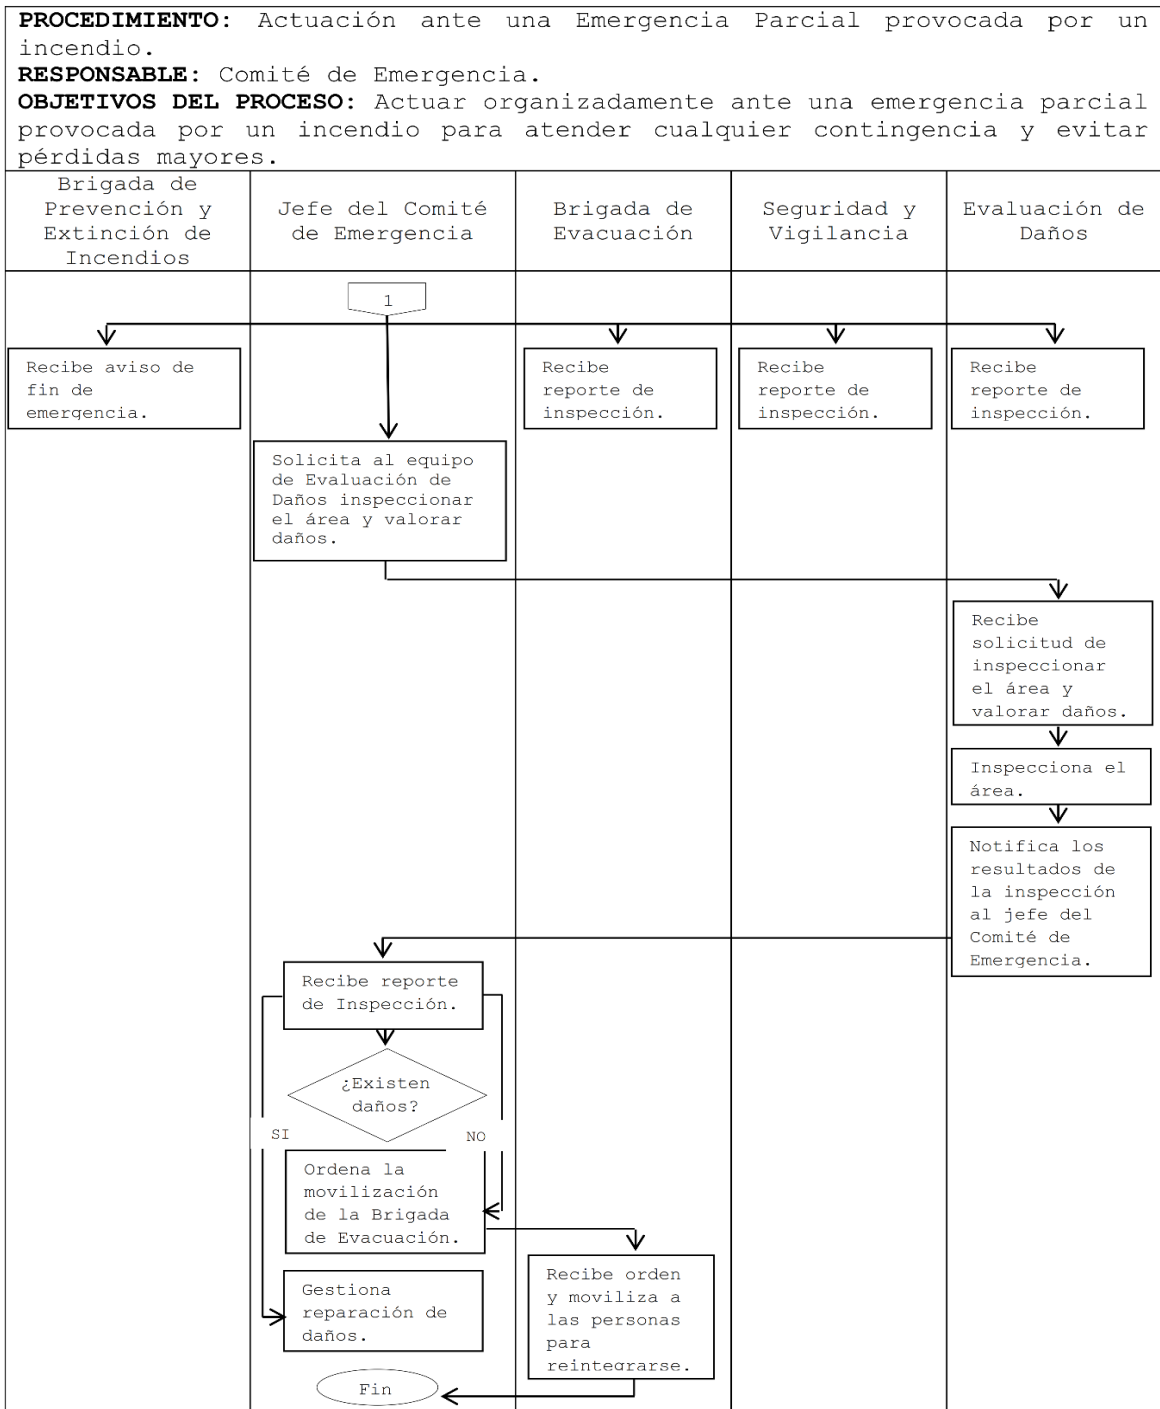 PROCEDIMIENTO: Actuación ante una Emergencia Parcial provocada por un
incendio.
RESPONSABLE: Comité de Emergencia.
OBJETIVOS DEL PROCESO: Actuar organizadamente ante una emergencia parcial
provocada por un incendio para atender cualquier contingencia y evitar
pérdidas mayores.
Brigada de
Prevención y
Extinción de
Incendios
Jefe del Comité
de Emergencia
Brigada de
Evacuación
Seguridad y
Vigilancia
Evaluación de
Daños
1
Recibe aviso de
fin de
emergencia.
Recibe
reporte de
inspección.
Recibe
reporte de
inspección.
Recibe
reporte de
inspección.
Solicita al equipo
de Evaluación de
Daños inspeccionar
el área y valorar
daños.
Recibe
solicitud de
inspeccionar
el área y
valorar daños.
Inspecciona el
área.
Notifica los
resultados de
la inspección
al jefe del
Comité de
Emergencia.
Recibe reporte
de Inspección.
¿Existen
daños?
SI
NO
Ordena la
movilización
de la Brigada
de Evacuación.
Recibe orden
y moviliza a
las personas
para
reintegrarse.
Gestiona
reparación de
daños.
Fin